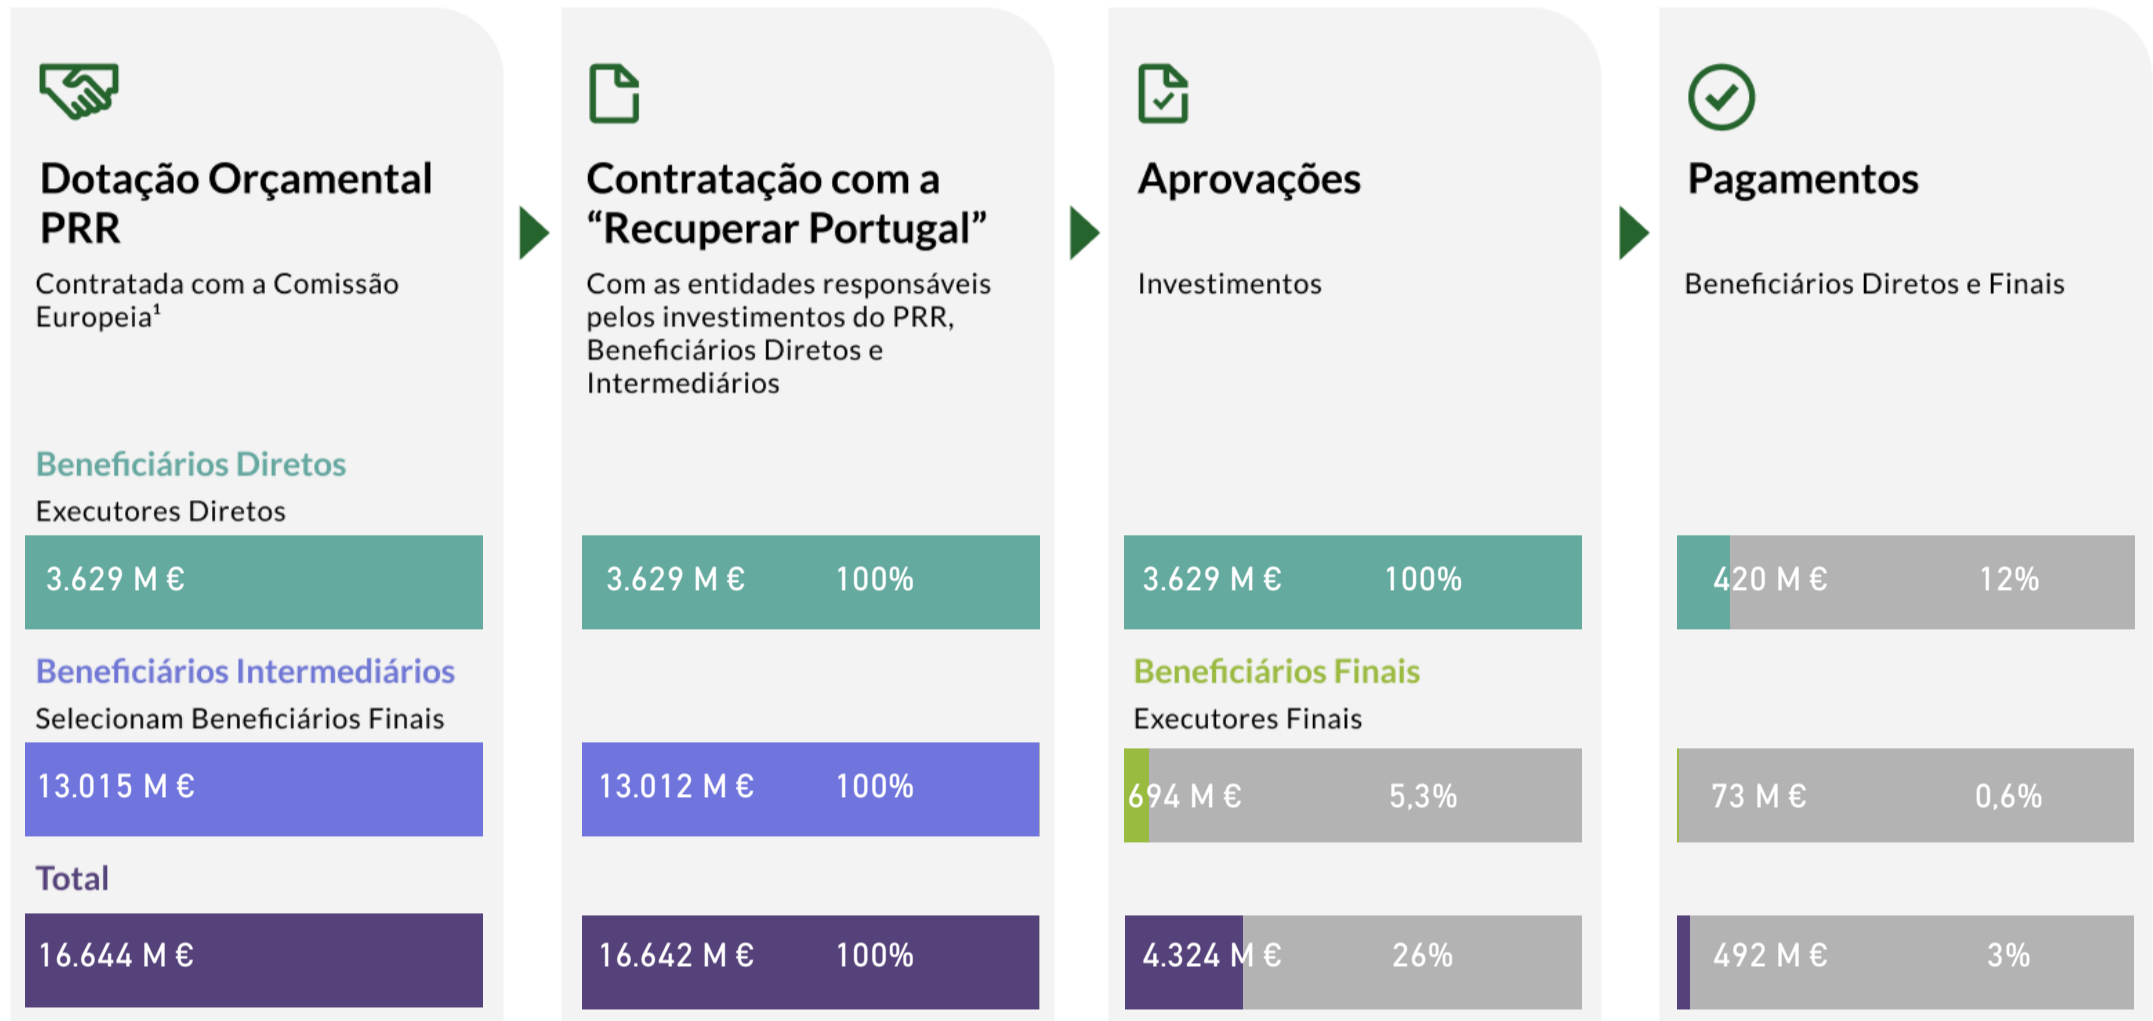 Dotação Orçamental
PRR
Contratada com a Comissão
Europeia¹
Contratação com a
“Recuperar Portugal”
Com as entidades responsáveis
pelos investimentos do PRR,
Beneficiários Diretos e
Intermediários
Aprovações
Investimentos
Pagamentos
Beneficiários Diretos e Finais
Beneficiários Diretos
Executores Diretos
3.629 M €
3.629 M € 100%
3.629 M € 100%
420 M € 12%
Beneficiários Intermediários
Selecionam Beneficiários Finais
13.015 M €
13.012 M € 100%
Beneficiários Finais
Executores Finais
694 M € 5,3%
73 M € 0,6%
Total
16.644 M €
16.642 M € 100%
4.324 M € 26%
492 M € 3%